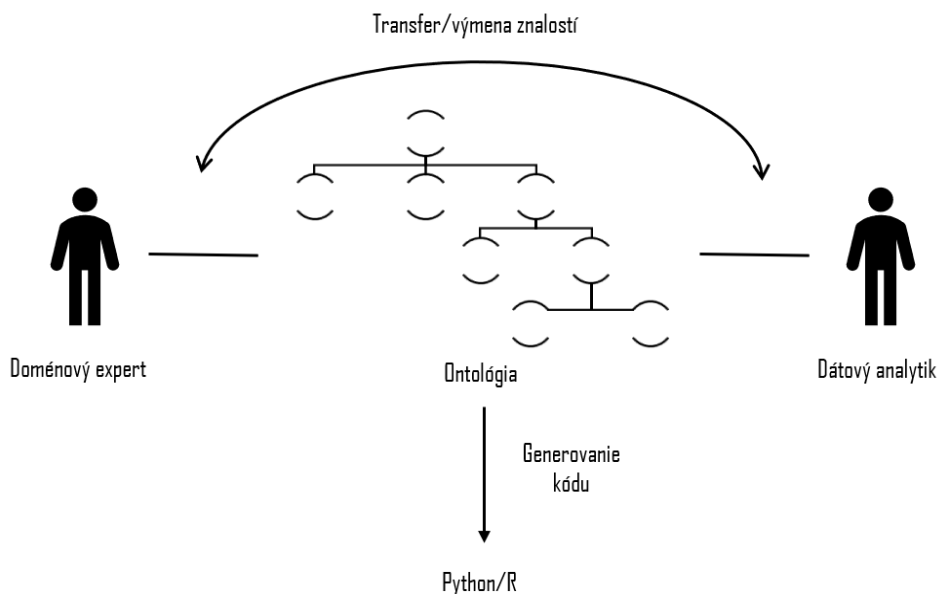 Transfer/výmena znalostí
Doménový expert
Ontológia
Dátový analytik
Generovanie
kódu
Python/R